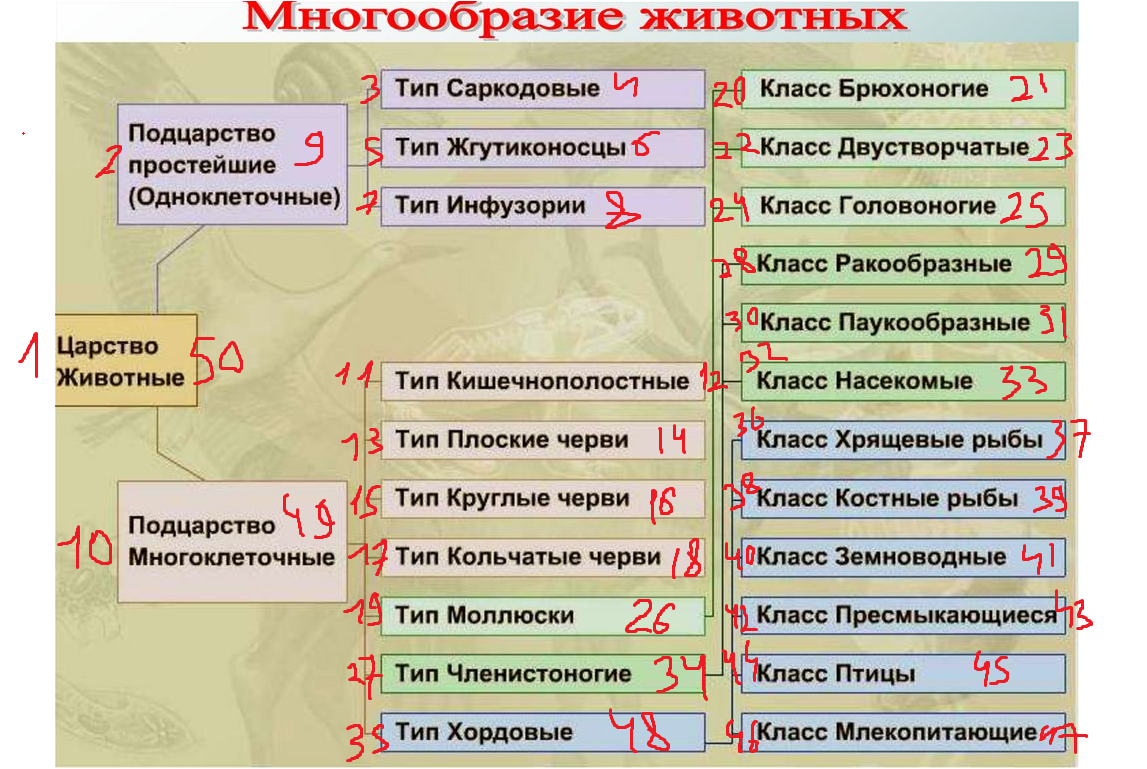 Многообразие животных
3 Тип Саркодовые 4
20 Класс Брюхоногие 21
2 Подцарство 9
простейшие
(Одноклеточные)
5 Тип Жгутиконосцы 6
22 Класс Двустворчатые 23
7 Тип Инфузории 8
24 Класс Головоногие 25
28 Класс Ракообразные 29
30 Класс Паукообразные 31
1 Царство 50
Животные
11 Тип Кишечнополостные 12
32 Класс Насекомые 33
13 Тип Плоские черви 14
36 Класс Хрящевые рыбы 37
15 Тип Круглые черви 16
38 Класс Костные рыбы 39
10 Подцарство 49
Многоклеточные
17 Тип Кольчатые черви 18
40 Класс Земноводные 41
19 Тип Моллюски 26
42 Класс Пресмыкающиеся 43
27 Тип Членистоногие 34
44 Класс Птицы 45
35 Тип Хордовые 48
46 Класс Млекопитающие 47